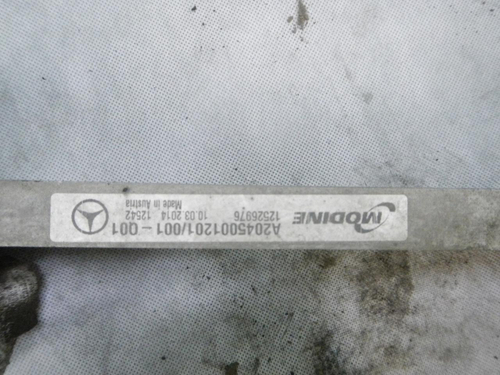 MODINE
A2045001201/001 - Q01
12526976
10.03.2014 12542
Made in Austria